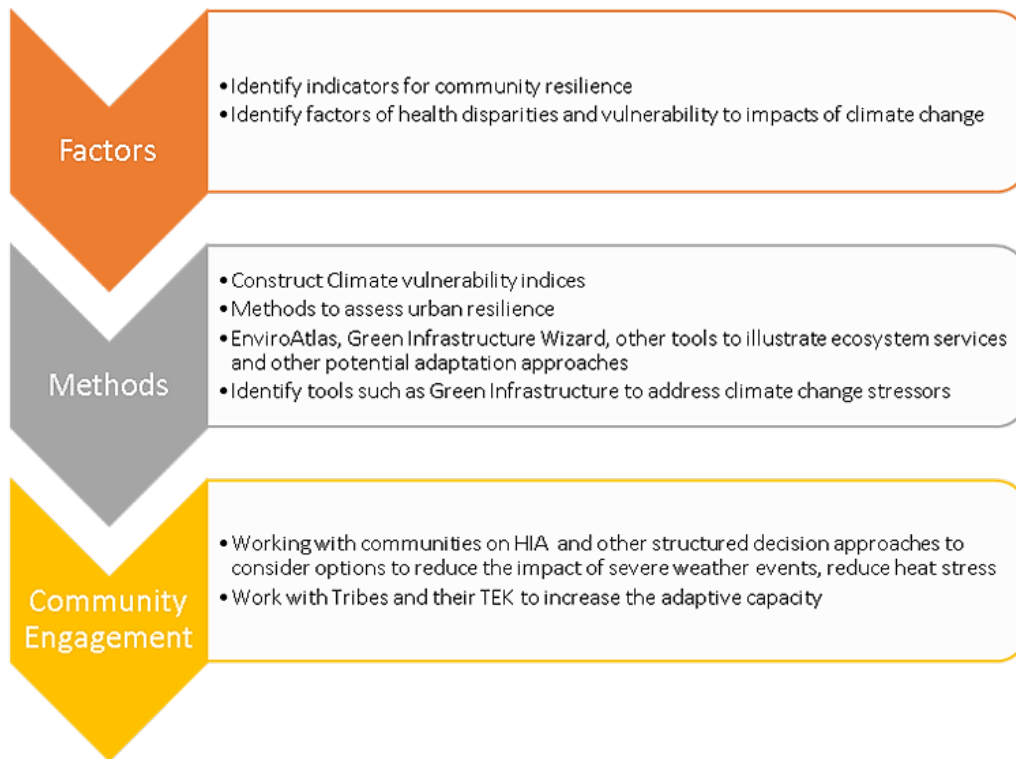 Factors
•Identify indicators for community resilience
•Identify factors of health disparities and vulnerability to impacts of climate change
Methods
•Construct Climate vulnerability indices
•Methods to assess urban resilience
•EnviroAtlas, Green Infrastructure Wizard, other tools to illustrate ecosystem services
and other potential adaptation approaches
•Identify tools such as Green Infrastructure to address climate change stressors
Community
Engagement
•Working with communities on HIA and other structured decision approaches to
consider options to reduce the impact of severe weather events, reduce heat stress
•Work with Tribes and their TEK to increase the adaptive capacity